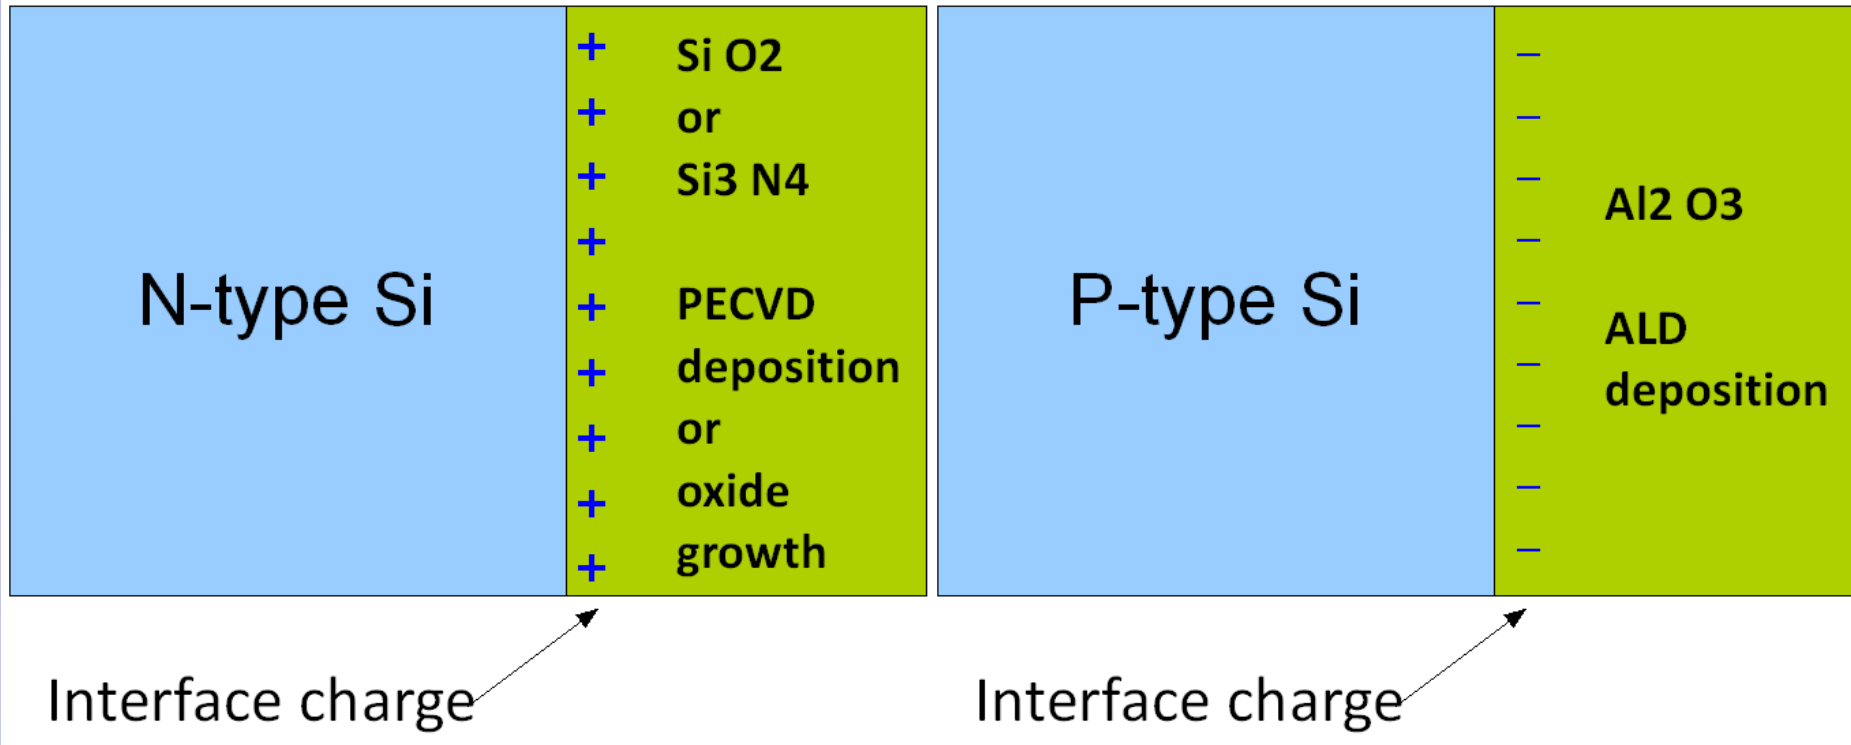 N-type Si
+
+
+
+
+
+
+
+
+
Si O2
or
Si3 N4
PECVD
deposition
or
oxide
growth
Interface charge
P-type Si
–
–
–
–
–
–
–
–
–
Al2 O3
ALD
deposition
Interface charge